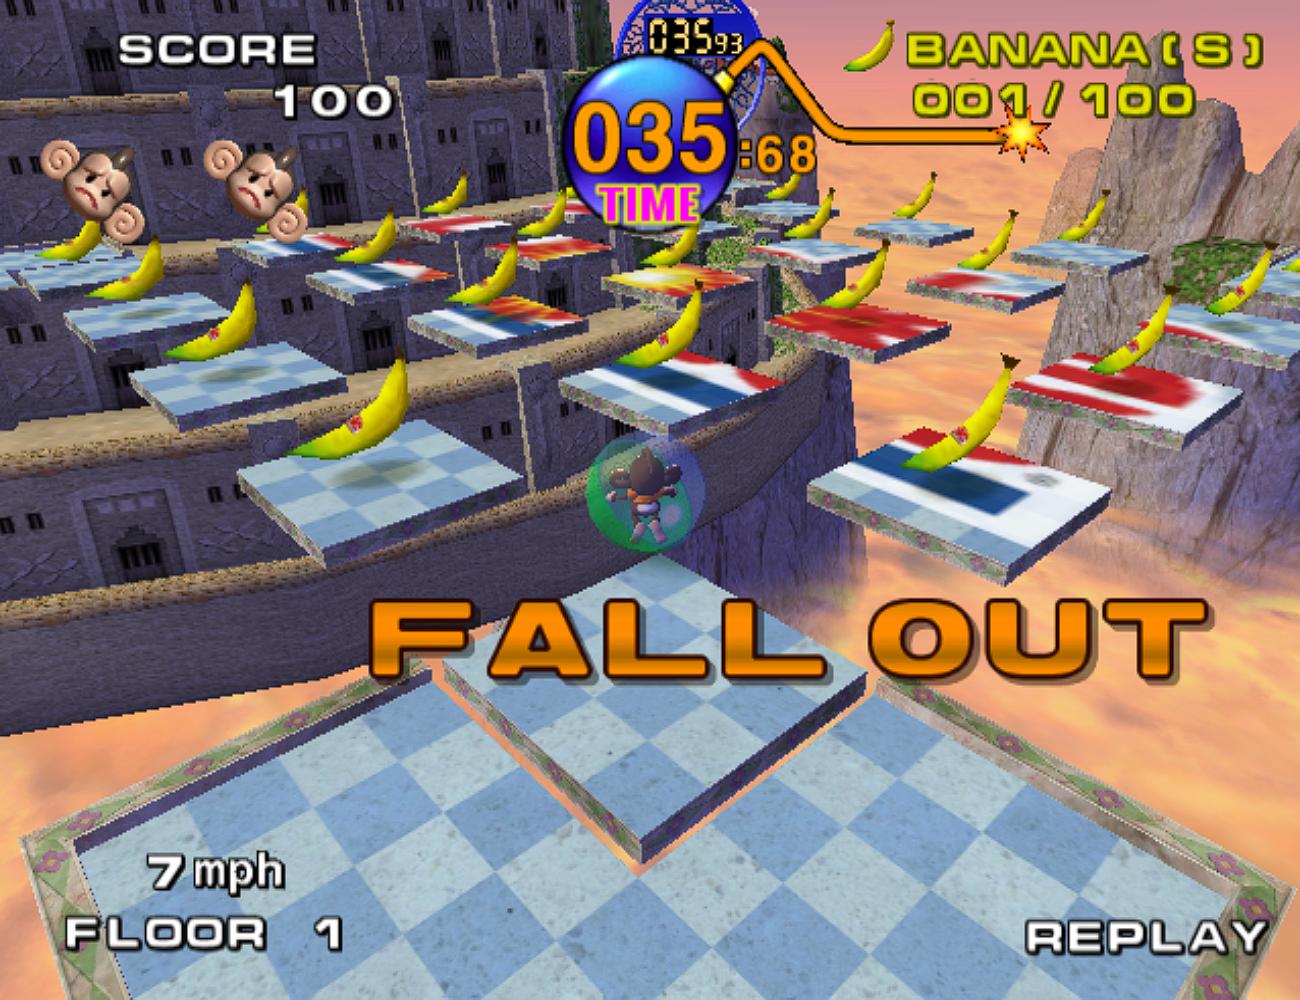 SCORE
100
03593
035:68
TIME
BANANA(S)
001/100
FALL OUT
7mph
FLOOR 1
REPLAY